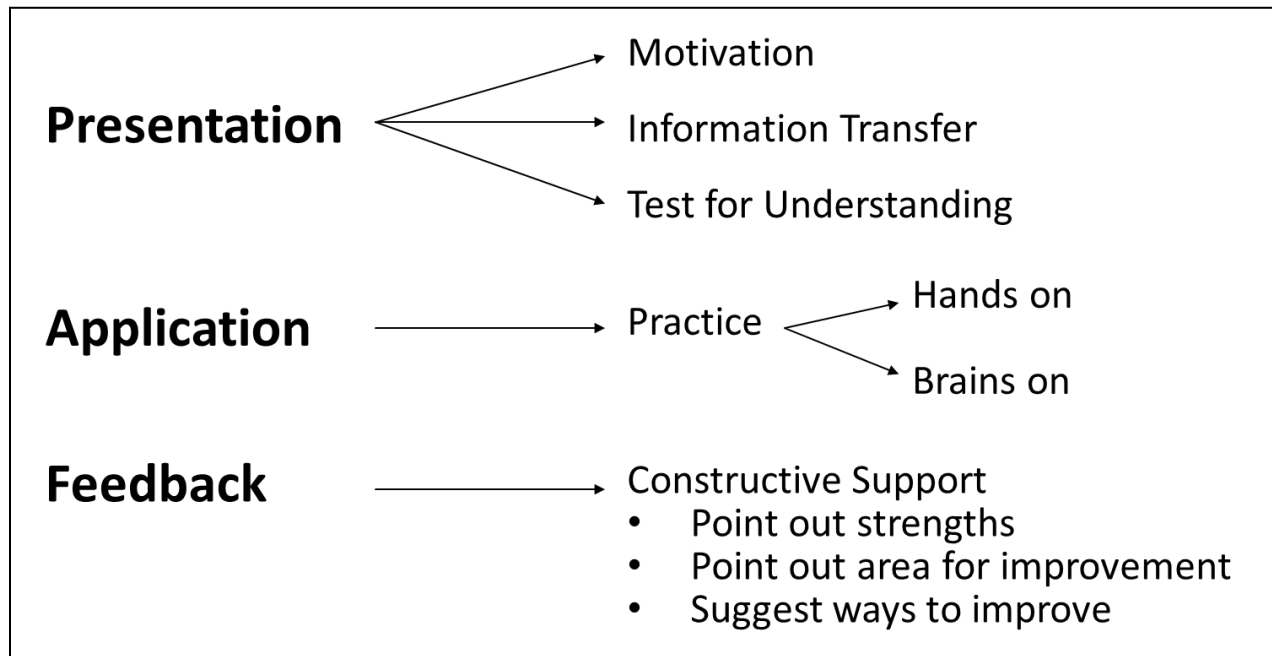 Presentation
Motivation
Information Transfer
Test for Understanding
Application
Practice
Hands on
Brains on
Feedback
Constructive Support
• Point out strengths
• Point out area for improvement
• Suggest ways to improve